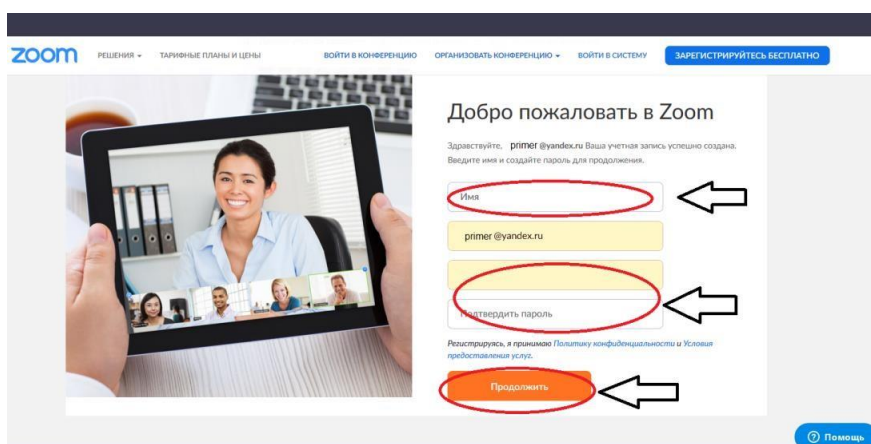 zoom РЕШЕНИЯ ТАРИФНЫЕ ПЛАНЫ И ЦЕНЫ ВОЙТИ В КОНФЕРЕНЦИЮ ОРГАНИЗОВАТЬ КОНФЕРЕНЦИЮ ВОЙТИ В СИСТЕМУ ЗАРЕГИСТРИРУЙТЕСЬ БЕСПЛАТНО
Добро пожаловать в Zoom
Здравствуйте, primer @yandex.ru Ваша учетная запись успешно создана.
Введите имя и создайте пароль для продолжения.
Имя
primer @yandex.ru
Подтвердить пароль
Регистрируясь, я принимаю Политику конфиденциальности и Условия
предоставления услуг.
Продолжить
Помощь